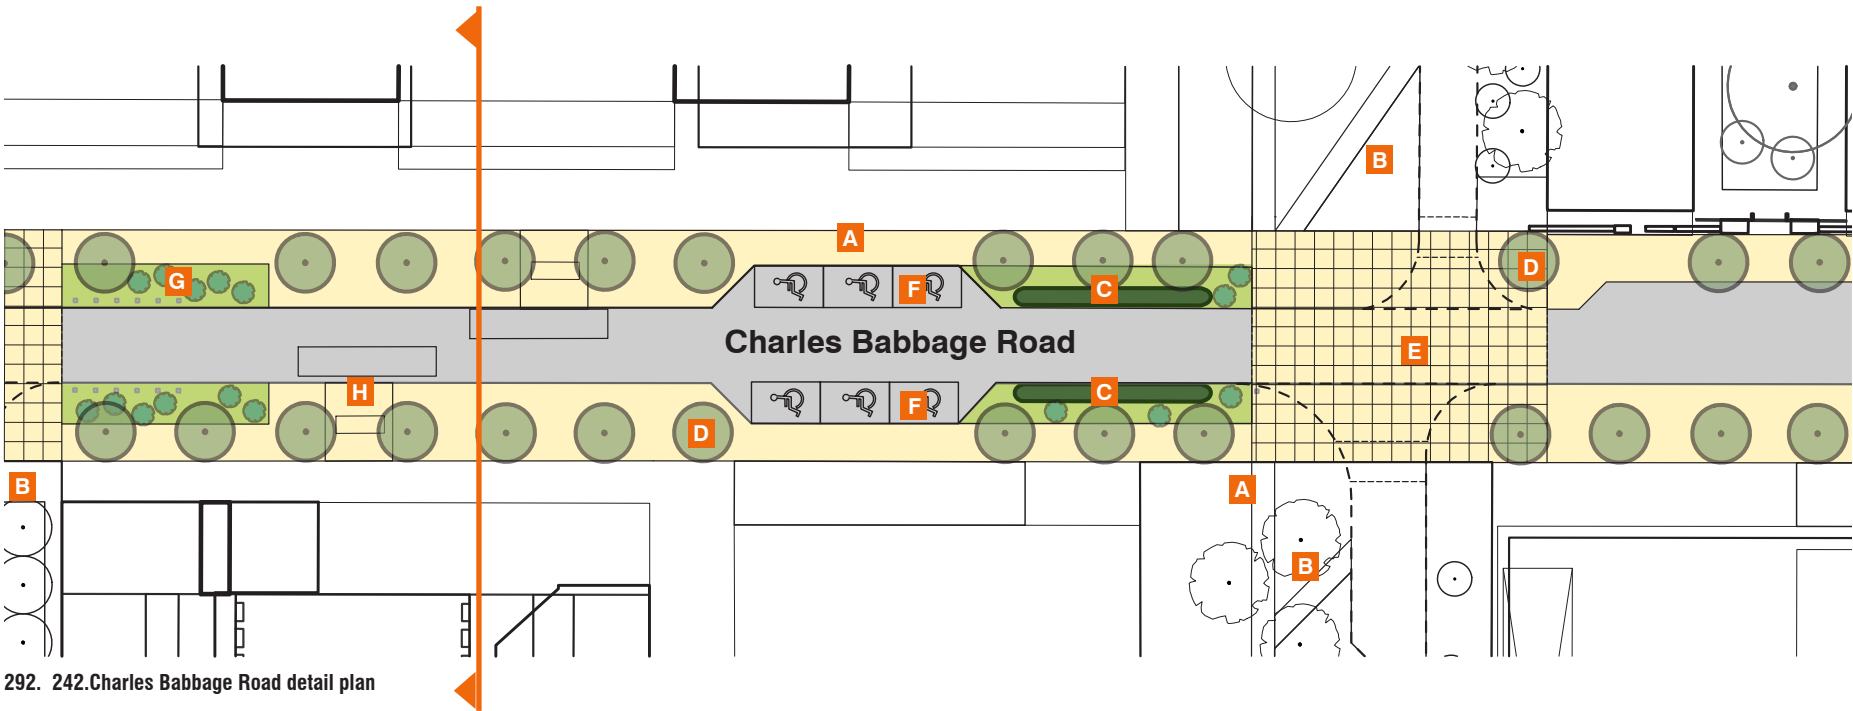 B
A
D
G
F
C
Charles Babbage Road
E
H
F
C
D
B
A
B
292. 242.Charles Babbage Road detail plan